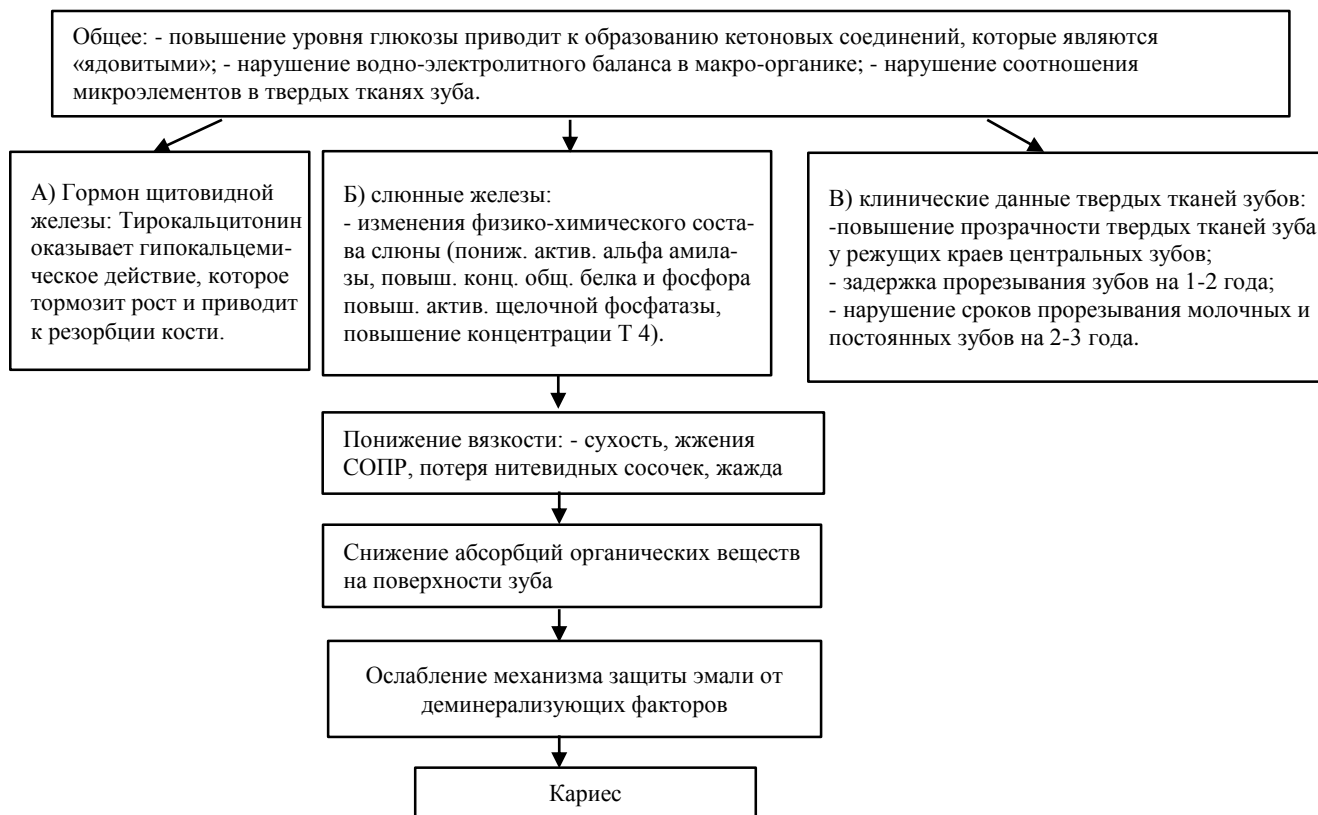 Общее: - повышение уровня глюкозы приводит к образованию кетоновых соединений, которые являются
«ядовитыми»; - нарушение водно-электролитного баланса в макро-органике; - нарушение соотношения
микроэлементов в твердых тканях зуба.
А) Гормон щитовидной
железы: Тирокальцитонин
оказывает гипокальцеми-
ческое действие, которое
тормозит рост и приводит
к резорбции кости.
Б) слюнные железы:
- изменения физико-химического соста-
ва слюны (пониж. актив. альфа амила-
зы, повыш. конц. общ. белка и фосфора
повыш. актив. щелочной фосфатазы,
повышение концентрации Т 4).
В) клинические данные твердых тканей зубов:
-повышение прозрачности твердых тканей зуба
у режущих краев центральных зубов;
- задержка прорезывания зубов на 1-2 года;
- нарушение сроков прорезывания молочных и
постоянных зубов на 2-3 года.
Понижение вязкости: - сухость, жжения
СОПР, потеря нитевидных сосочек, жажда
Снижение абсорбций органических веществ
на поверхности зуба
Ослабление механизма защиты эмали от
деминерализующих факторов
Кариес